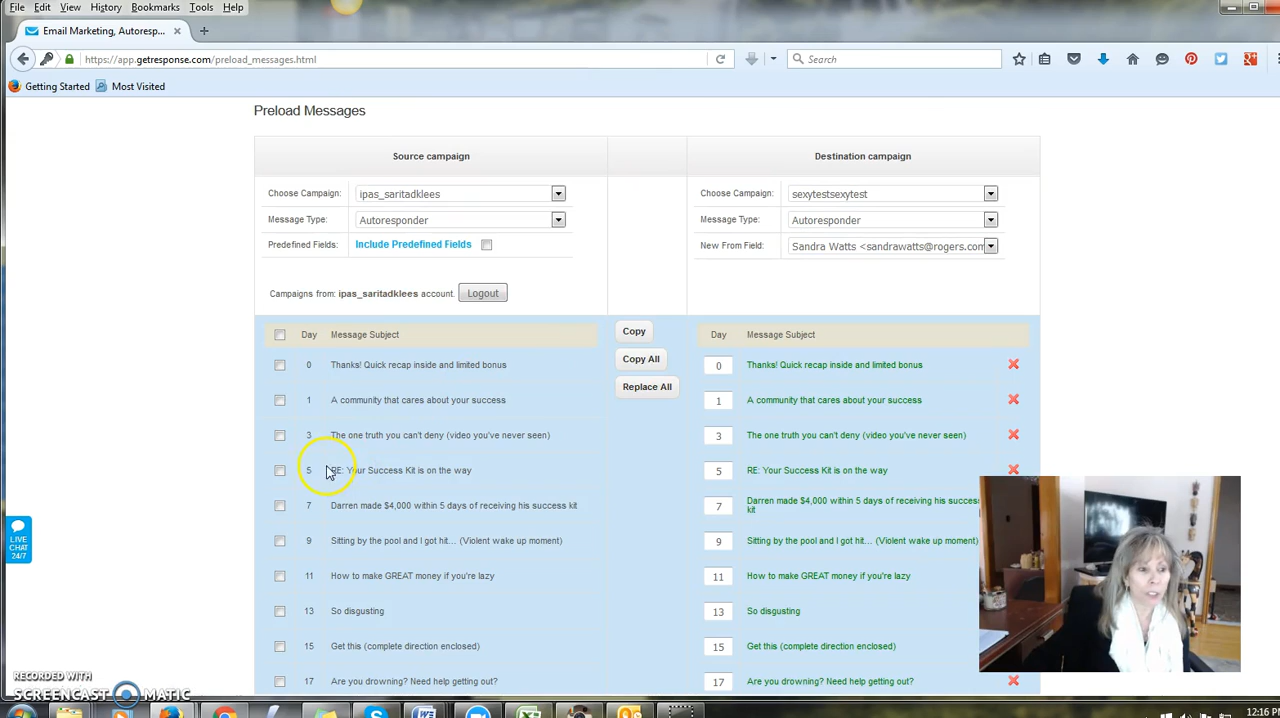 File Edit View History Bookmarks Tools Help
Email Marketing, Autoresp... × +
https://app.getresponse.com/preload_messages.html Search
Getting Started Most Visited
Preload Messages
Source campaign Destination campaign
Choose Campaign: ipas_saritadklees Choose Campaign: sexytestsexytest
Message Type: Autoresponder Message Type: Autoresponder
Predefined Fields: Include Predefined Fields New From Field: Sandra Watts <sandrawatts@rogers.com
Campaigns from: ipas_saritadklees account. Logout
Day Message Subject Copy Day Message Subject
Copy All
Replace All
0 Thanks! Quick recap inside and limited bonus 0 Thanks! Quick recap inside and limited bonus
1 A community that cares about your success 1 A community that cares about your success
3 The one truth you can't deny (video you've never seen) 3 The one truth you can't deny (video you've never seen)
5 RE: Your Success Kit is on the way 5 RE: Your Success Kit is on the way
7 Darren made $4,000 within 5 days of receiving his success kit 7 Darren made $4,000 within 5 days of receiving his success
kit
9 Sitting by the pool and I got hit... (Violent wake up moment) 9 Sitting by the pool and I got hit... (Violent wake up moment)
11 How to make GREAT money if you're lazy 11 How to make GREAT money if you're lazy
13 So disgusting 13 So disgusting
15 Get this (complete direction enclosed) 15 Get this (complete direction enclosed)
17 Are you drowning? Need help getting out? 17 Are you drowning? Need help getting out?
LIVE
CHAT
24/7
RECORDED WITH
SCREENCAST MATIC
12:16 PM